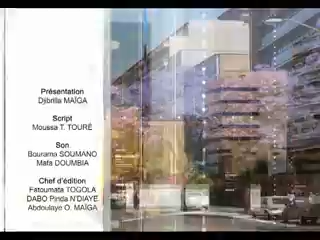 Présentation
Djibrilla MAÏGA
Script
Moussa T. TOURÉ
Son
Bourama SOUMANO
Mafa DOUMBIA
Chef d'édition
Fatoumata TOGOLA
DABO Pinda N'DIAYE
Abdoulaye O. MAÏGA